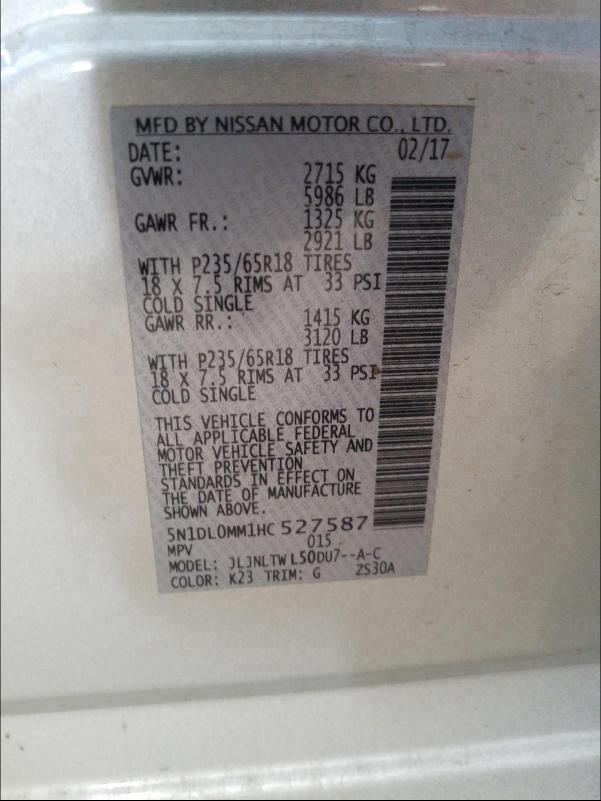 MFD BY NISSAN MOTOR CO., LTD.
DATE: 02/17
GVWR: 2715 KG
5986 LB
GAWR FR.: 1325 KG
2921 LB
WITH P235/65R18 TIRES
18 X 7.5 RIMS AT 33 PSI
COLD SINGLE
GAWR RR.: 1415 KG
3120 LB
WITH P235/65R18 TIRES
18 X 7.5 RIMS AT 33 PSI
COLD SINGLE
THIS VEHICLE CONFORMS TO
ALL APPLICABLE FEDERAL
MOTOR VEHICLE SAFETY AND
THEFT PREVENTION
STANDARDS IN EFFECT ON
THE DATE OF MANUFACTURE
SHOWN ABOVE.
5N1DL0MM1HC527587
MPV 015
MODEL: JLJNLTWL50DU7--A-C
COLOR: K23 TRIM: G ZS30A